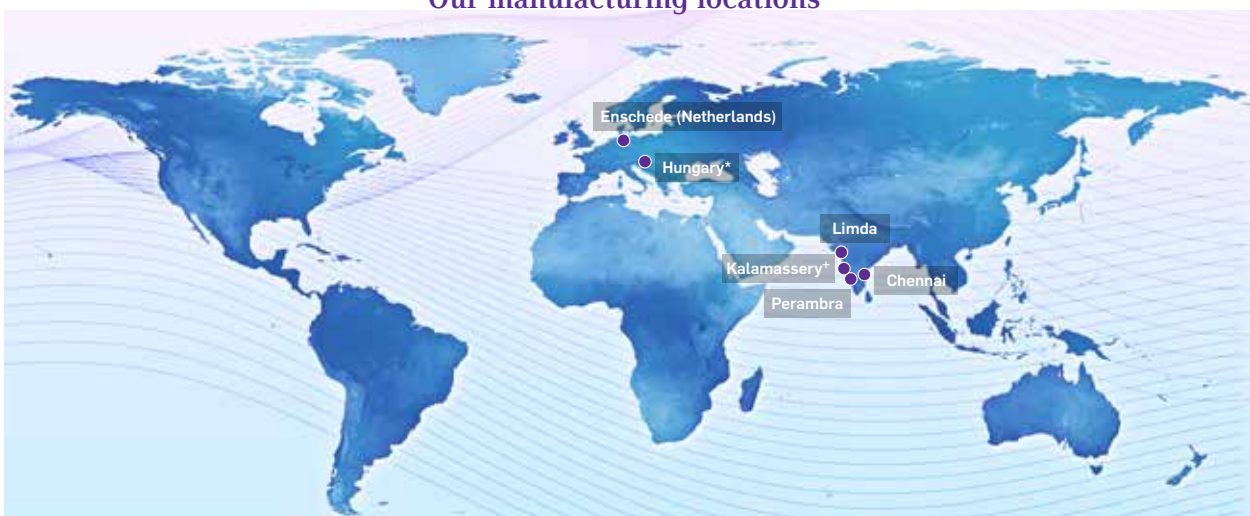 Our manufacturing locations
Enschede (Netherlands)
Hungary*
Limda
Kalamassery+
Chennai
Perambra